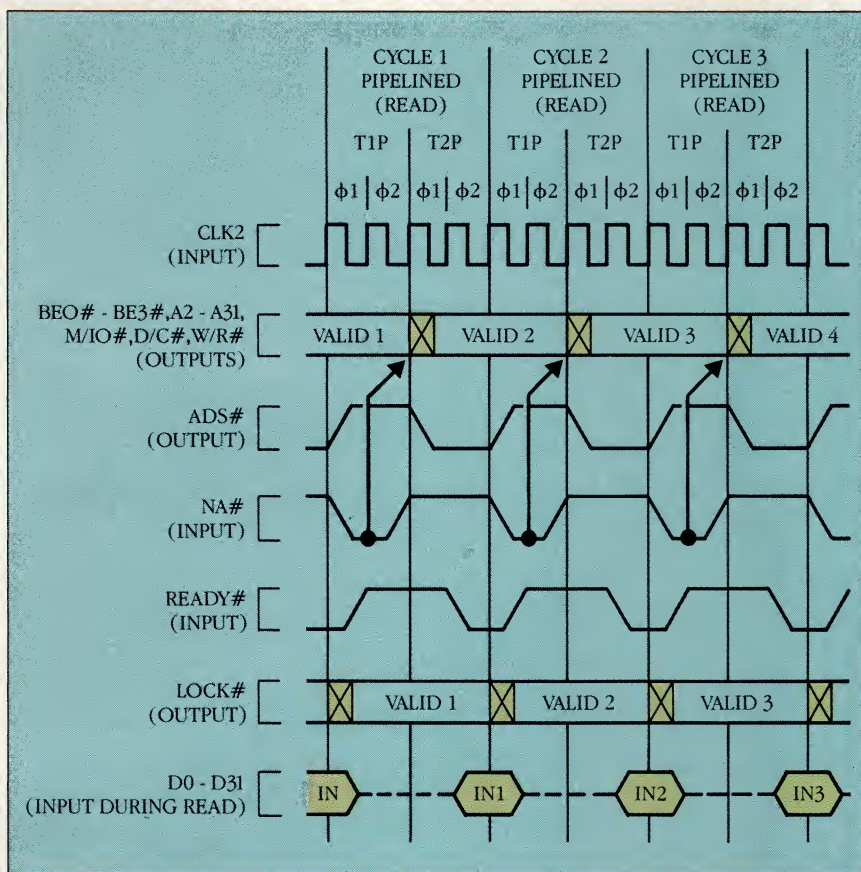 CYCLE 1 CYCLE 2 CYCLE 3
PIPELINED PIPELINED PIPELINED
(READ) (READ) (READ)
T1P T2P T1P T2P T1P T2P
ϕ1 ϕ2 ϕ1 ϕ2 ϕ1 ϕ2 ϕ1 ϕ2 ϕ1 ϕ2 ϕ1 ϕ2
CLK2
(INPUT)
BEO# - BE3#,A2 - A31,
M/IO#,D/C#,W/R#
(OUTPUTS)
VALID 1 VALID 2 VALID 3 VALID 4
ADS#
(OUTPUT)
NA#
(INPUT)
READY#
(INPUT)
LOCK#
(OUTPUT)
VALID 1 VALID 2 VALID 3
D0 - D31
(INPUT DURING READ)
IN IN1 IN2 IN3